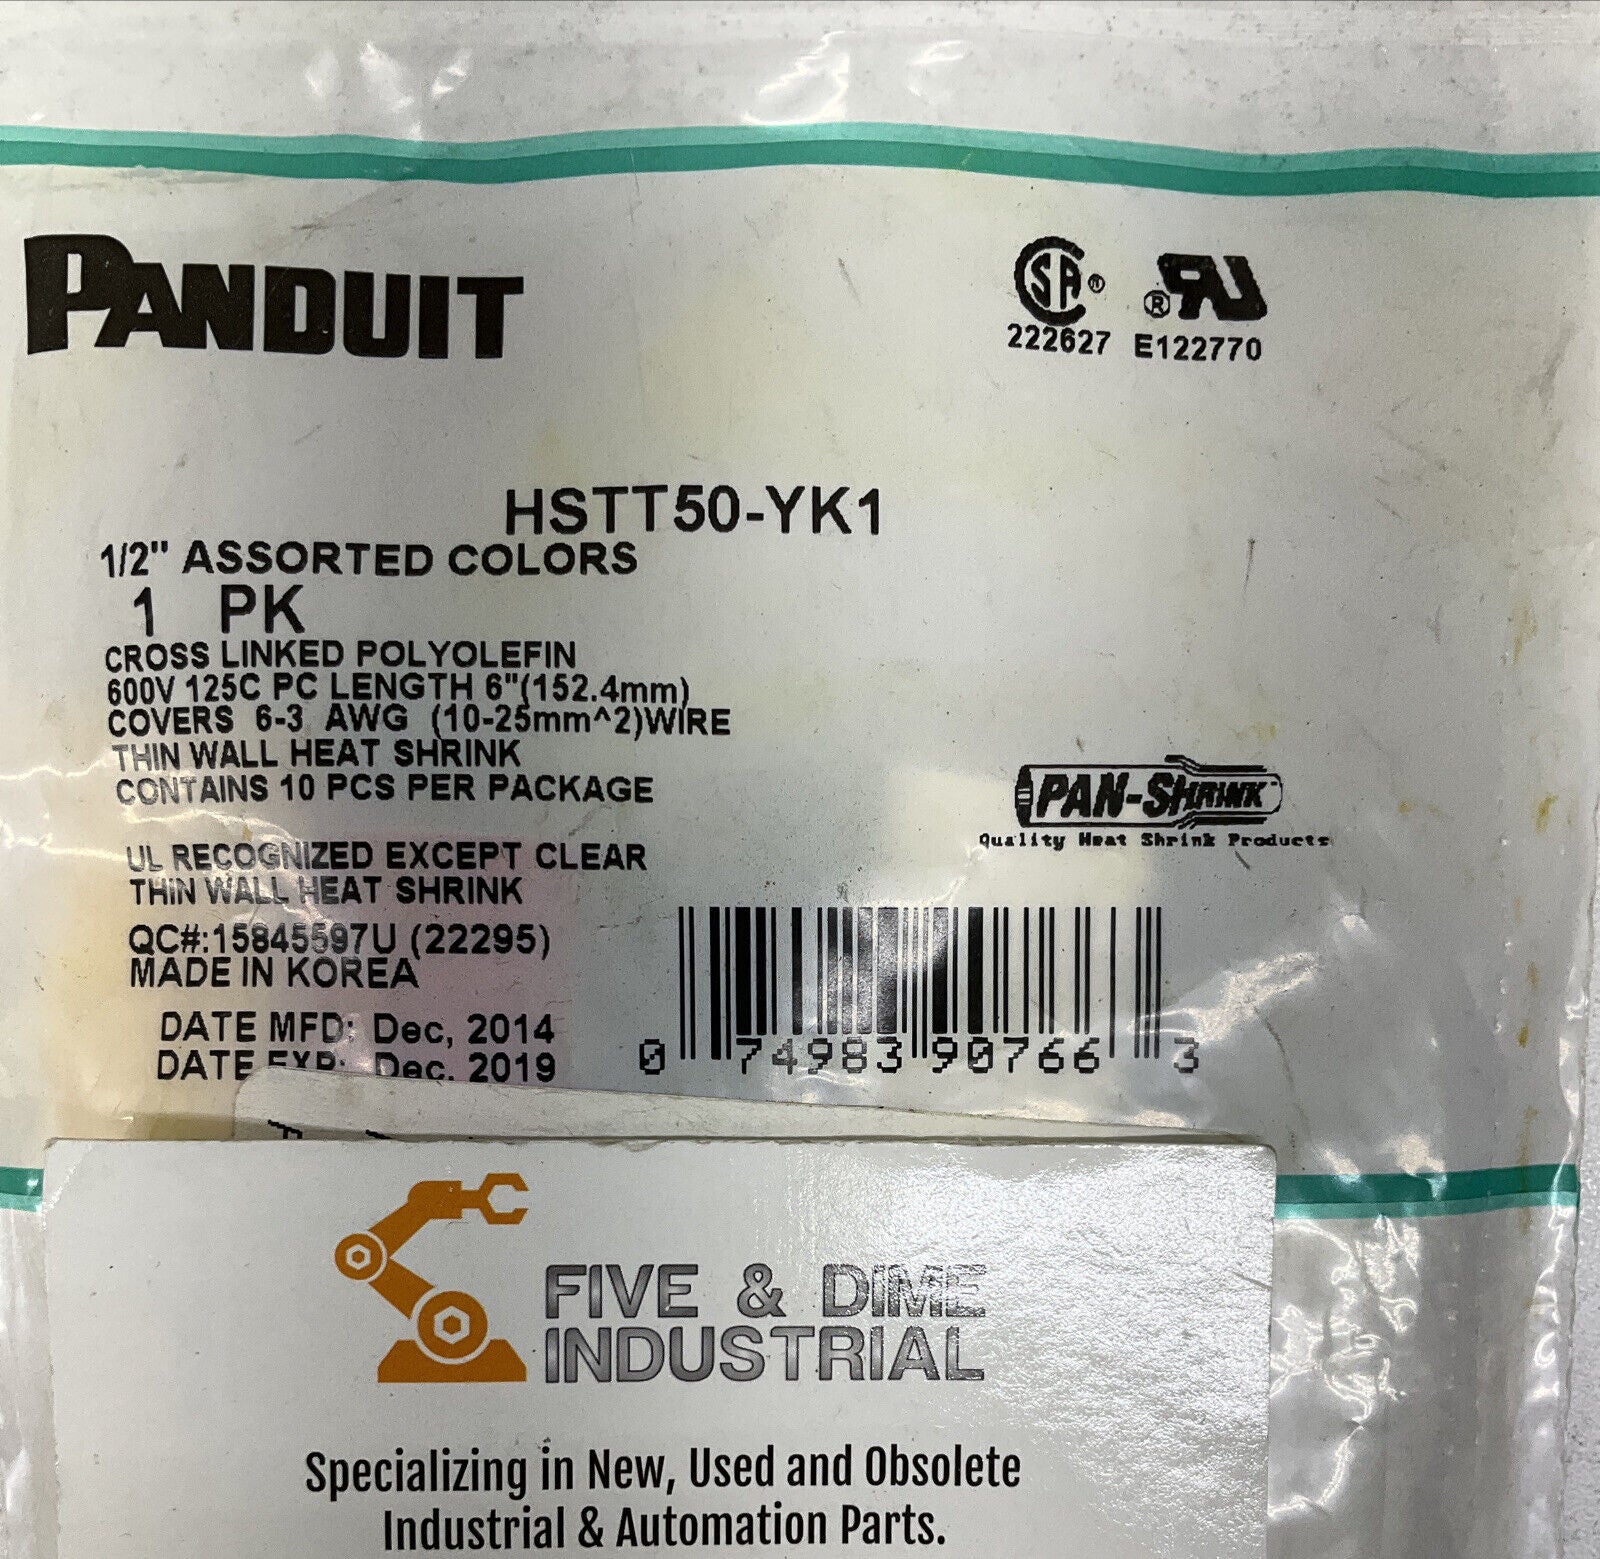 PANDUIT
SA®
222627
®RU
E122770
HSTT50-YK1
1/2" ASSORTED COLORS
1 PK
CROSS LINKED POLYOLEFIN
600V 125C PC LENGTH 6"(152.4mm)
COVERS 6-3 AWG (10-25mm^2)WIRE
THIN WALL HEAT SHRINK
CONTAINS 10 PCS PER PACKAGE
PAN-SHRINK
Quality Heat Shrink Products
UL RECOGNIZED EXCEPT CLEAR
THIN WALL HEAT SHRINK
QC#:15845597U (22295)
MADE IN KOREA
DATE MFD: Dec, 2014
DATE EXP: Dec, 2019
0 74983 90766 3
FIVE & DIME
INDUSTRIAL
Specializing in New, Used and Obsolete
Industrial & Automation Parts.